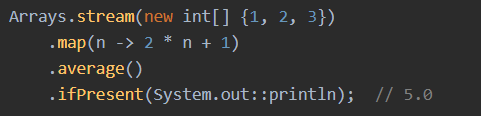 Arrays.stream(new int[] {1, 2, 3})
    .map(n -> 2 * n + 1)
    .average()
    .ifPresent(System.out::println);  // 5.0